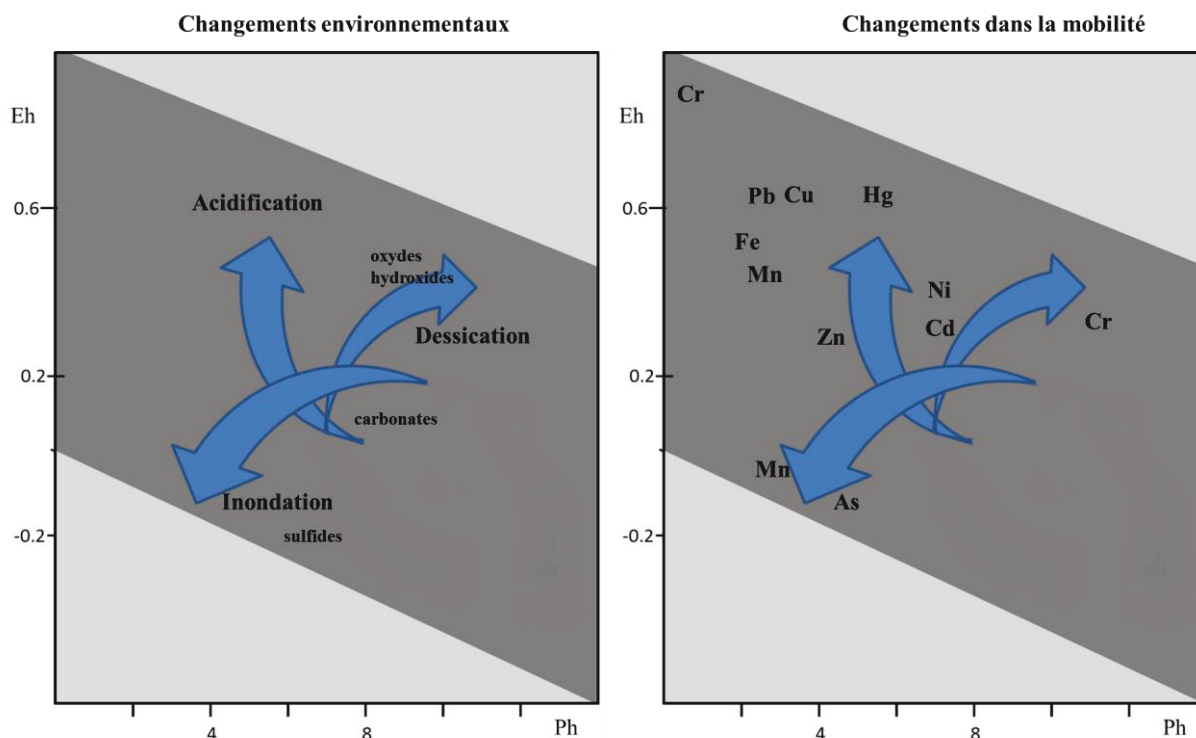 Changements environnementaux
Eh
0.6
Acidification
oxydes
hydroxides
Dessication
0.2
carbonates
Inondation
-0.2
sulfides
4
8
Ph
Changements dans la mobilité
Cr
Eh
0.6
Pb Cu Hg
Fe
Mn
Ni
Cd
Cr
Zn
0.2
Mn
As
-0.2
4
8
Ph